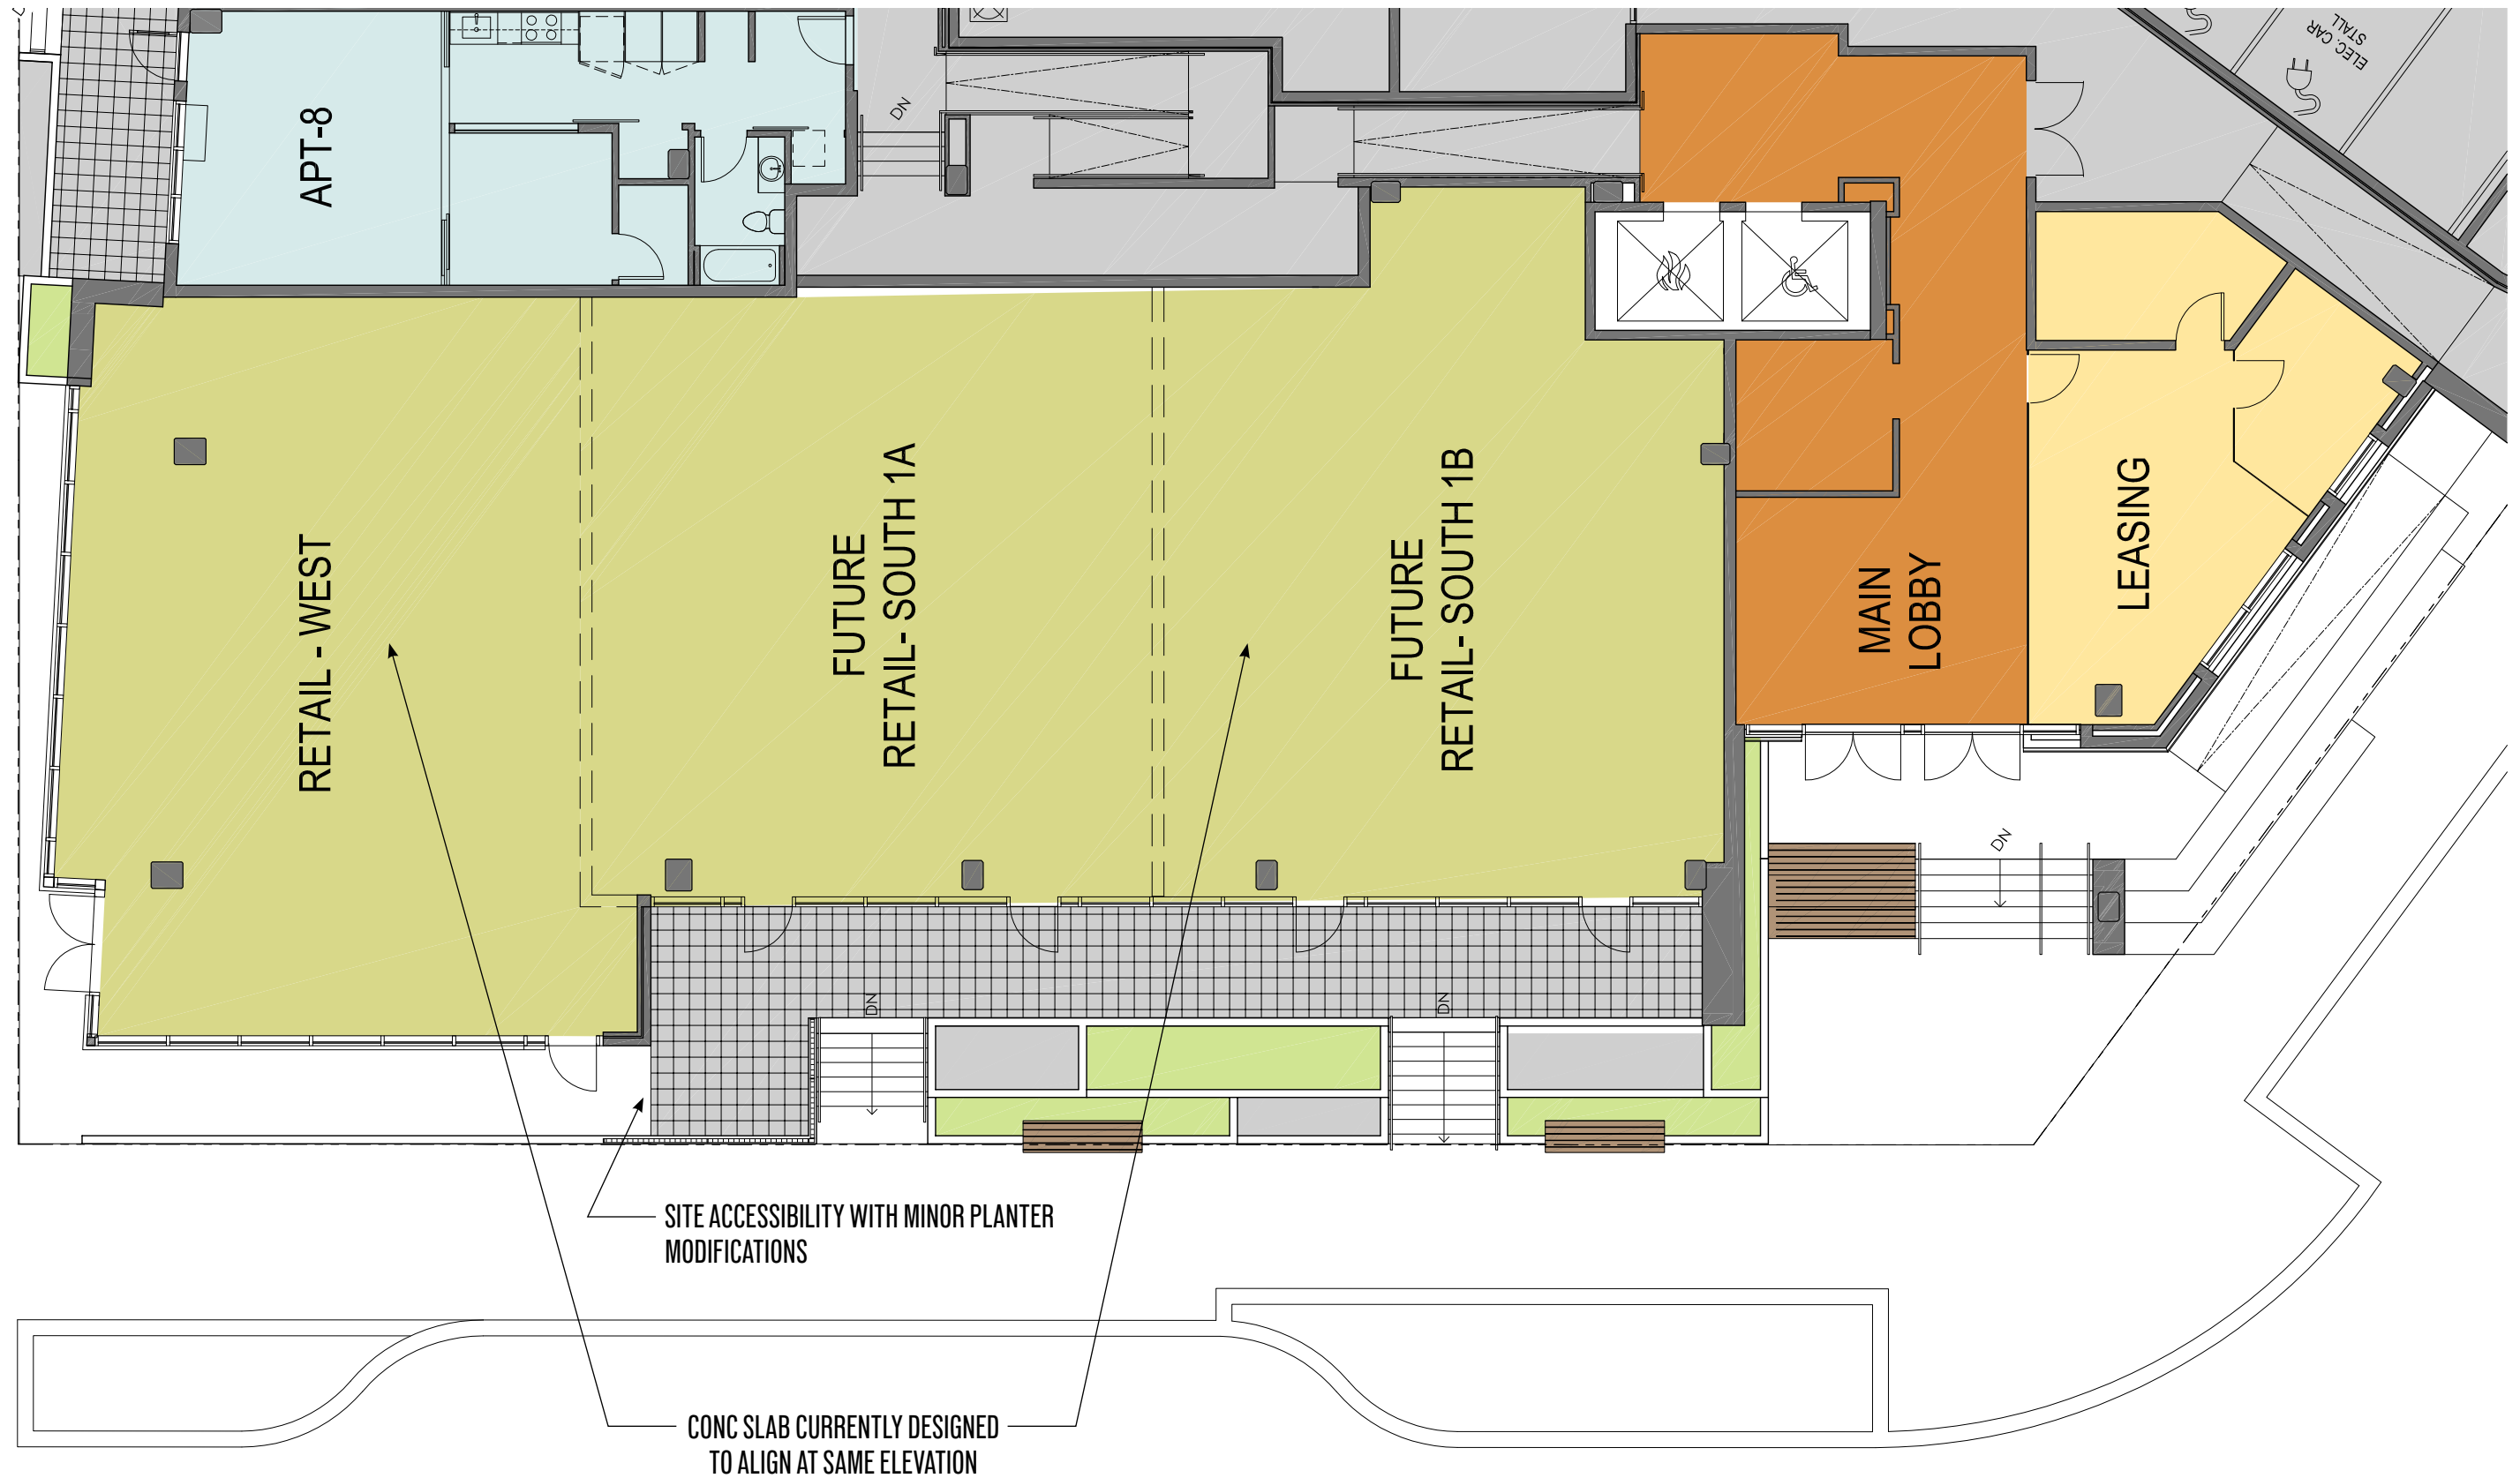 ELEC. CAR
STALL
DN
APT-8
RETAIL - WEST
FUTURE
RETAIL- SOUTH 1A
FUTURE
RETAIL- SOUTH 1B
MAIN
LOBBY
LEASING
DN
DN
DN
SITE ACCESSIBILITY WITH MINOR PLANTER
MODIFICATIONS
CONC SLAB CURRENTLY DESIGNED
TO ALIGN AT SAME ELEVATION